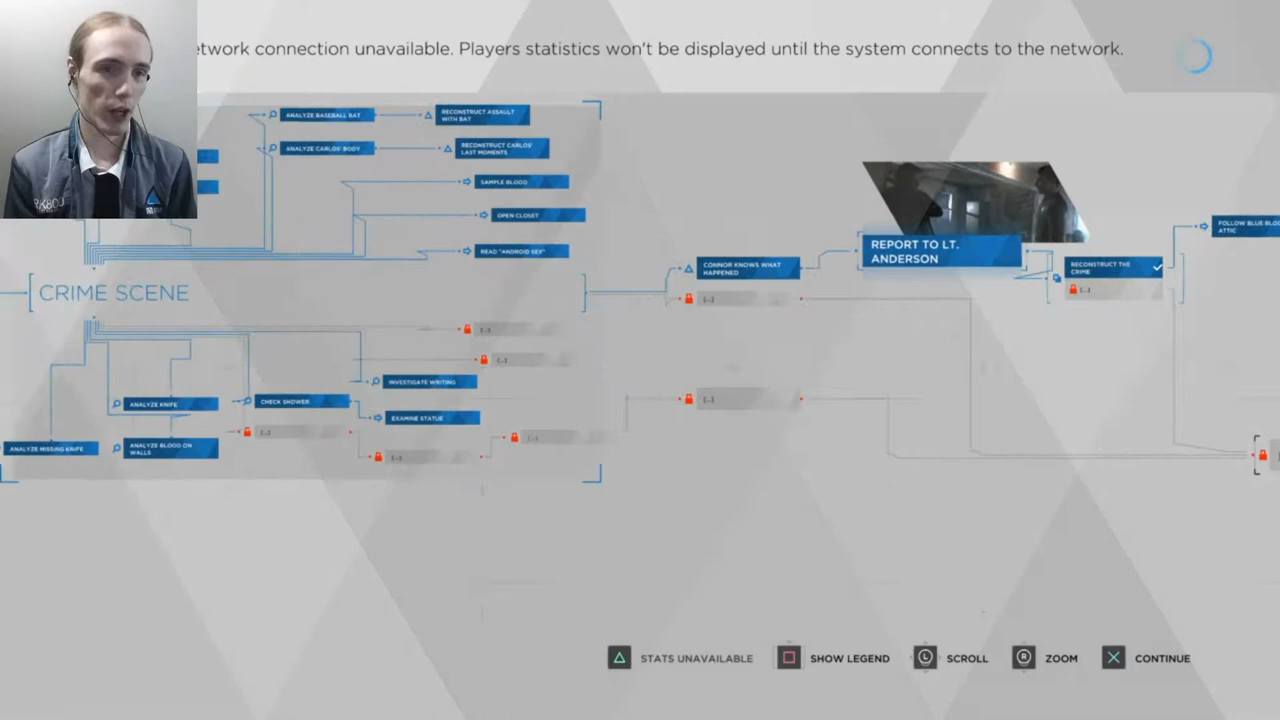 etwork connection unavailable. Players statistics won't be displayed until the system connects to the network.
ANALYZE BASEBALL BAT
RECONSTRUCT ASSAULT
WITH BAT
ANALYZE CARLOS' BODY
RECONSTRUCT CARLOS'
LAST MOMENTS
SAMPLE BLOOD
OPEN CLOSET
READ "ANDROID SEX"
RK800
CRIME SCENE
CONNOR KNOWS WHAT
HAPPENED
[...]
REPORT TO LT.
ANDERSON
RECONSTRUCT THE
CRIME
[...]
FOLLOW BLUE BLOO
ATTIC
[...]
[...]
INVESTIGATE WRITING
ANALYZE KNIFE
CHECK SHOWER
EXAMINE STATUE
[...]
[...]
[...]
[...]
ANALYZE MISSING KNIFE
ANALYZE BLOOD ON
WALLS
STATS UNAVAILABLE
SHOW LEGEND
L
SCROLL
R
ZOOM
CONTINUE